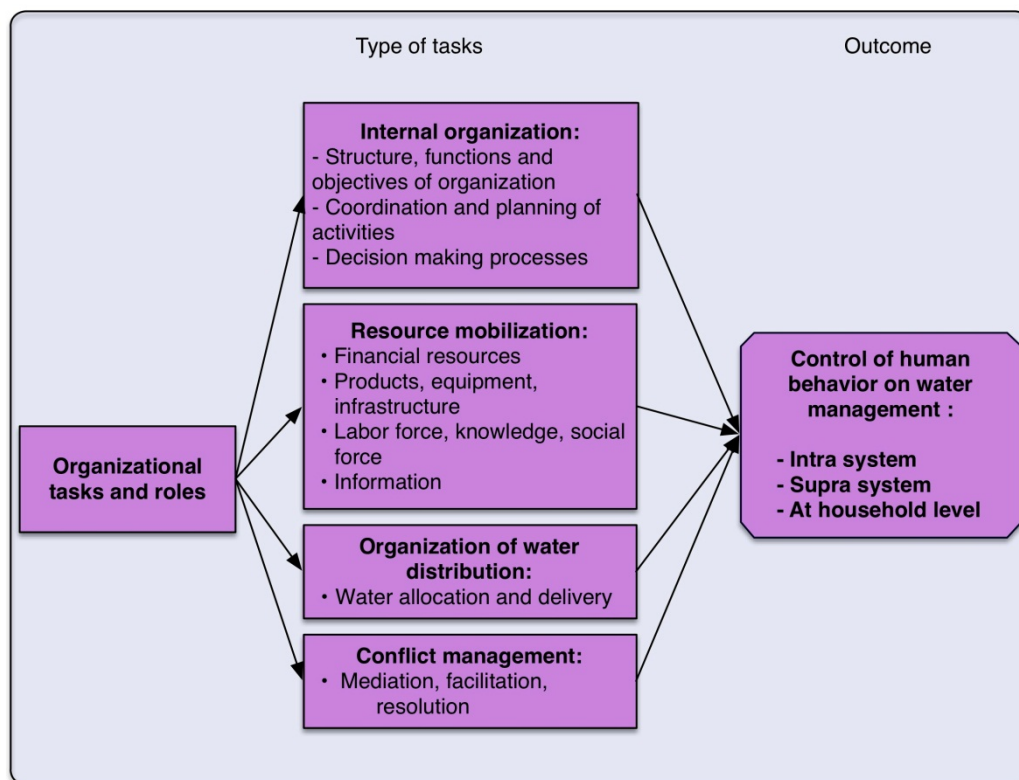 Type of tasks
Outcome
Internal organization:
- Structure, functions and
objectives of organization
- Coordination and planning of
activities
- Decision making processes
Resource mobilization:
• Financial resources
• Products, equipment,
infrastructure
• Labor force, knowledge, social
force
• Information
Organizational
tasks and roles
Organization of water
distribution:
• Water allocation and delivery
Conflict management:
• Mediation, facilitation,
resolution
Control of human
behavior on water
management :
- Intra system
- Supra system
- At household level